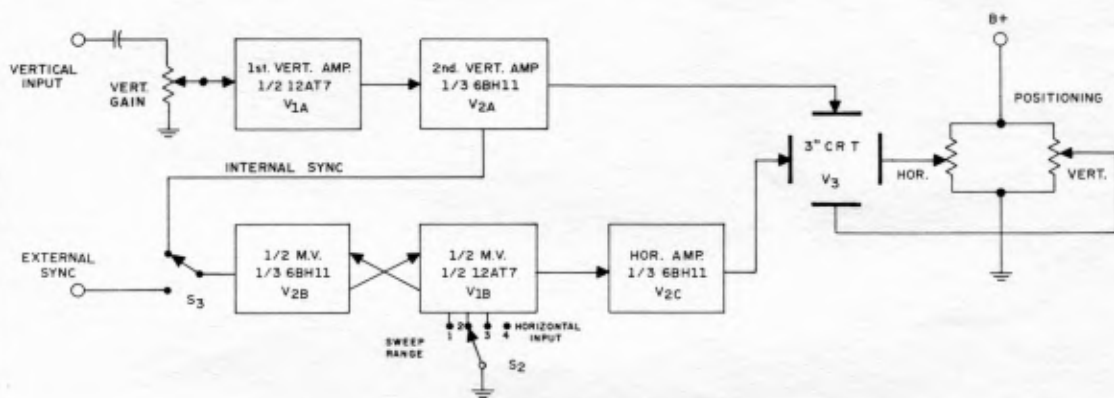 VERTICAL
INPUT
VERT.
GAIN
1st. VERT. AMP.
1/2 12AT7
V1A
2nd. VERT. AMP
1/3 6BH11
V2A
INTERNAL SYNC
EXTERNAL
SYNC
S3
1/2 M.V.
1/3 6BH11
V2B
1/2 M.V.
1/2 12AT7
V1B
HOR. AMP.
1/3 6BH11
V2C
SWEEP
RANGE
1 2 3 4
HORIZONTAL
INPUT
S2
3" CRT
V3
HOR.
B+
POSITIONING
VERT.